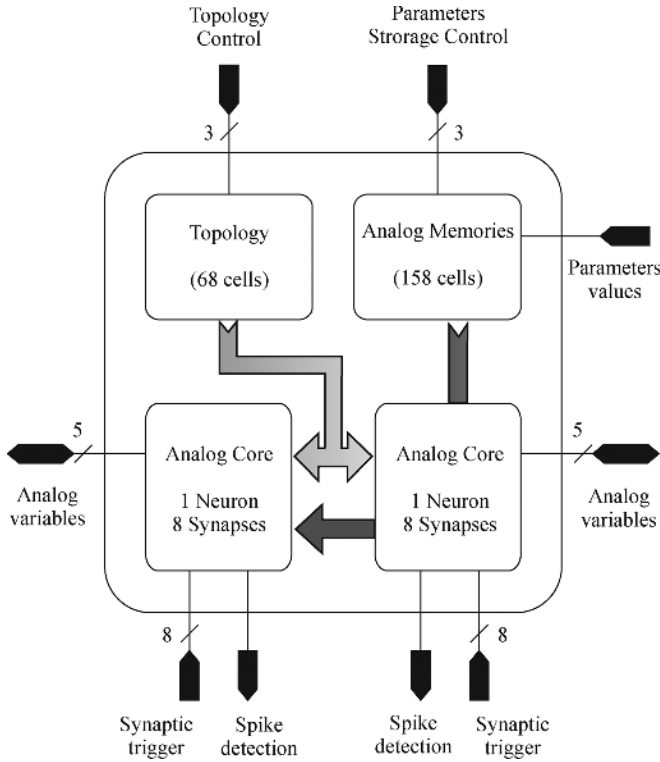 Topology
Control
Parameters
Strorage Control
3
3
Topology
(68 cells)
Analog Memories
(158 cells)
Parameters
values
5
Analog
variables
Analog Core
1 Neuron
8 Synapses
Analog Core
1 Neuron
8 Synapses
5
Analog
variables
8
8
Synaptic
trigger
Spike
detection
Spike
detection
Synaptic
trigger